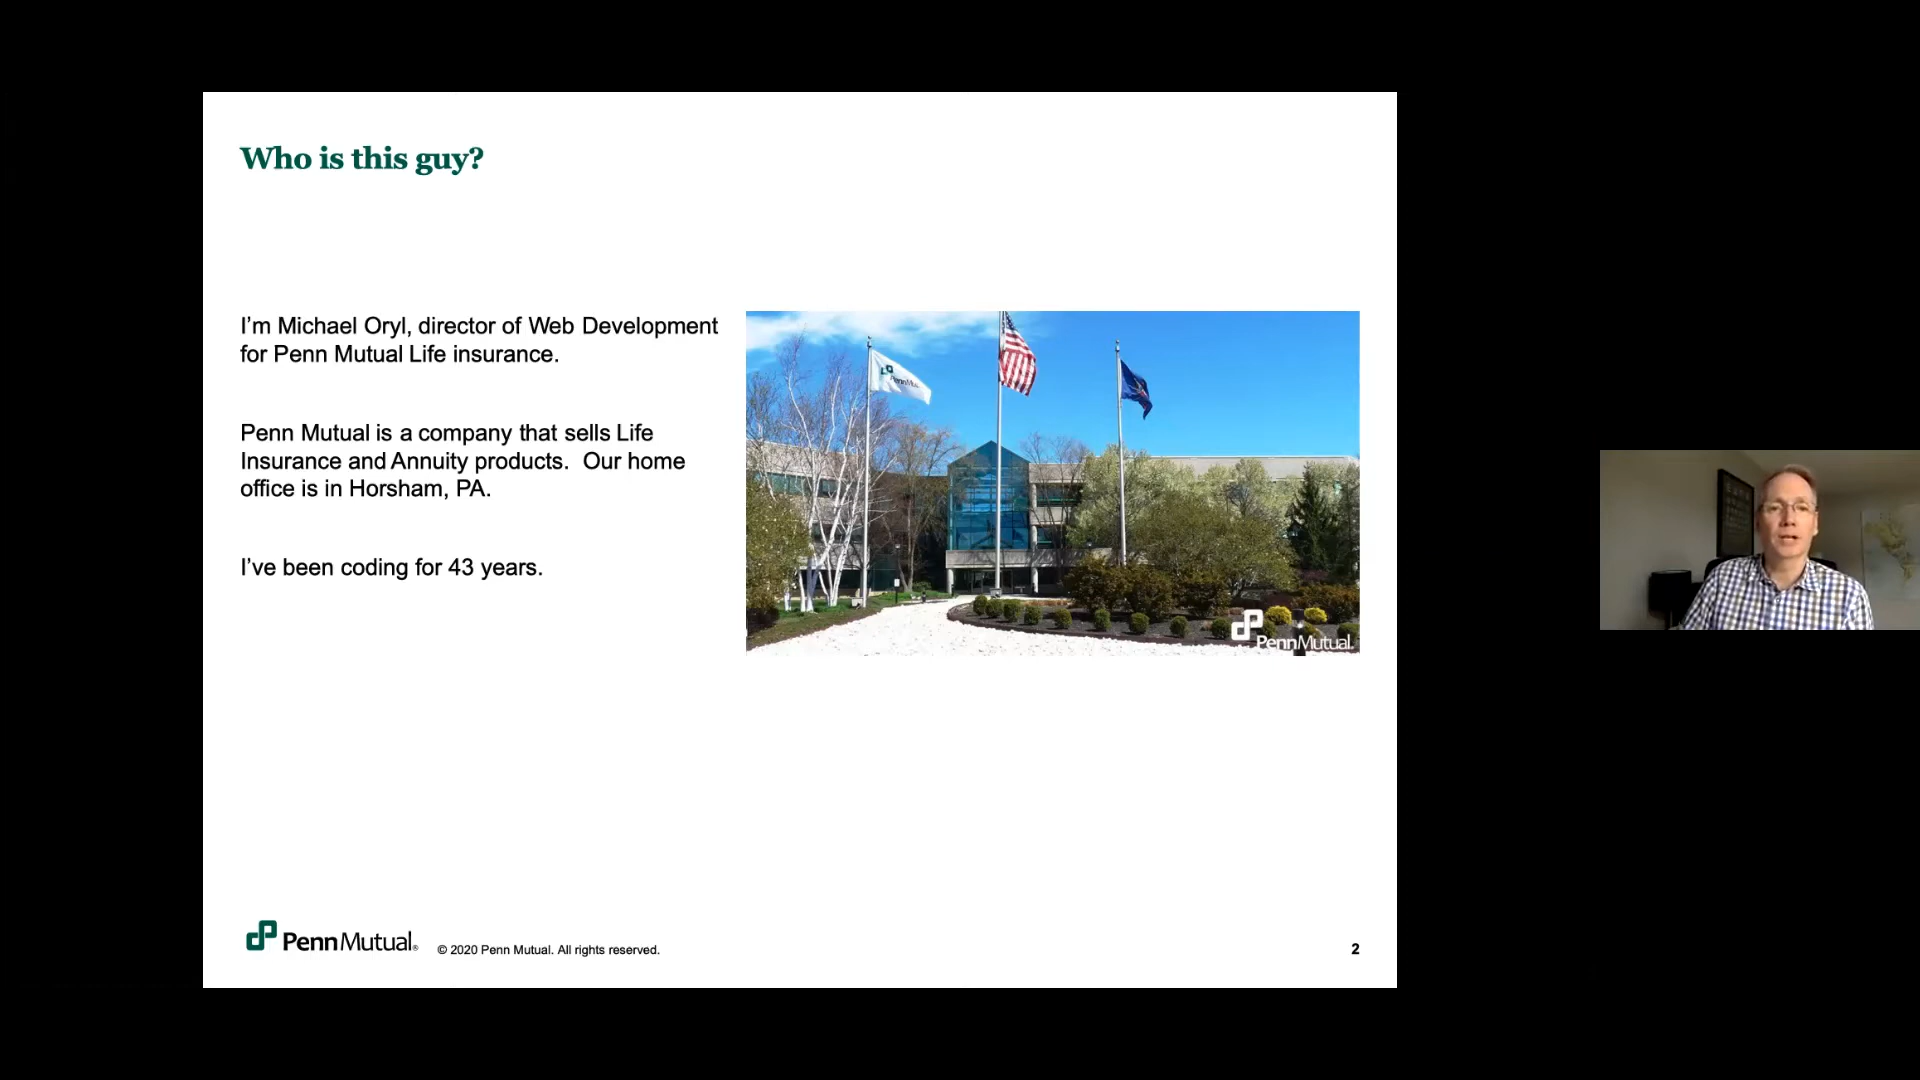 Who is this guy?
I’m Michael Oryl, director of Web Development
for Penn Mutual Life insurance.
Penn Mutual is a company that sells Life
Insurance and Annuity products.  Our home
office is in Horsham, PA.
I’ve been coding for 43 years.
PennMutual.
PennMutual®
© 2020 Penn Mutual. All rights reserved.
2